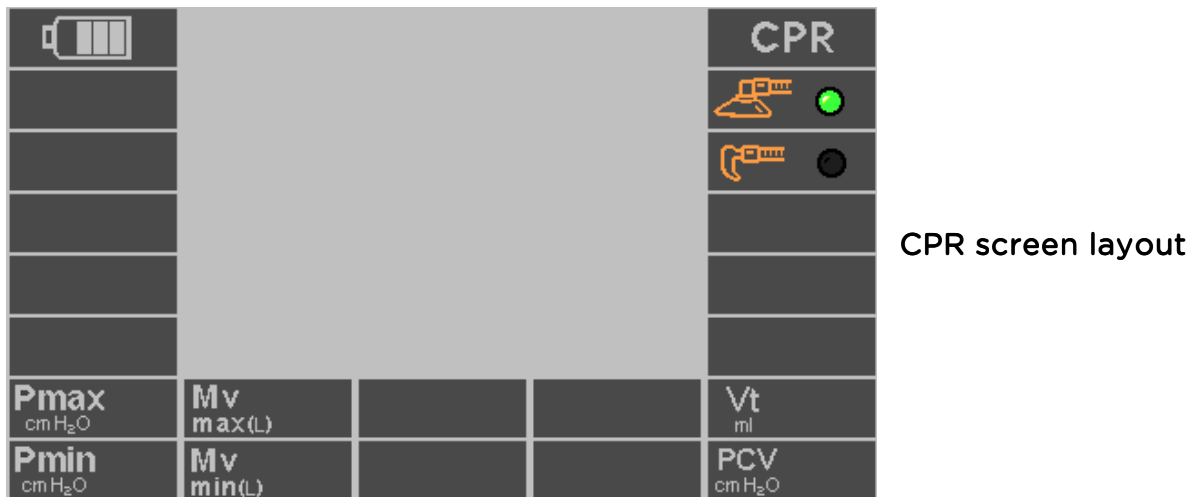 CPR
CPR screen layout
Pmax
cm H₂O
Mv
max(L)
Vt
ml
Pmin
cm H₂O
Mv
min(L)
PCV
cm H₂O